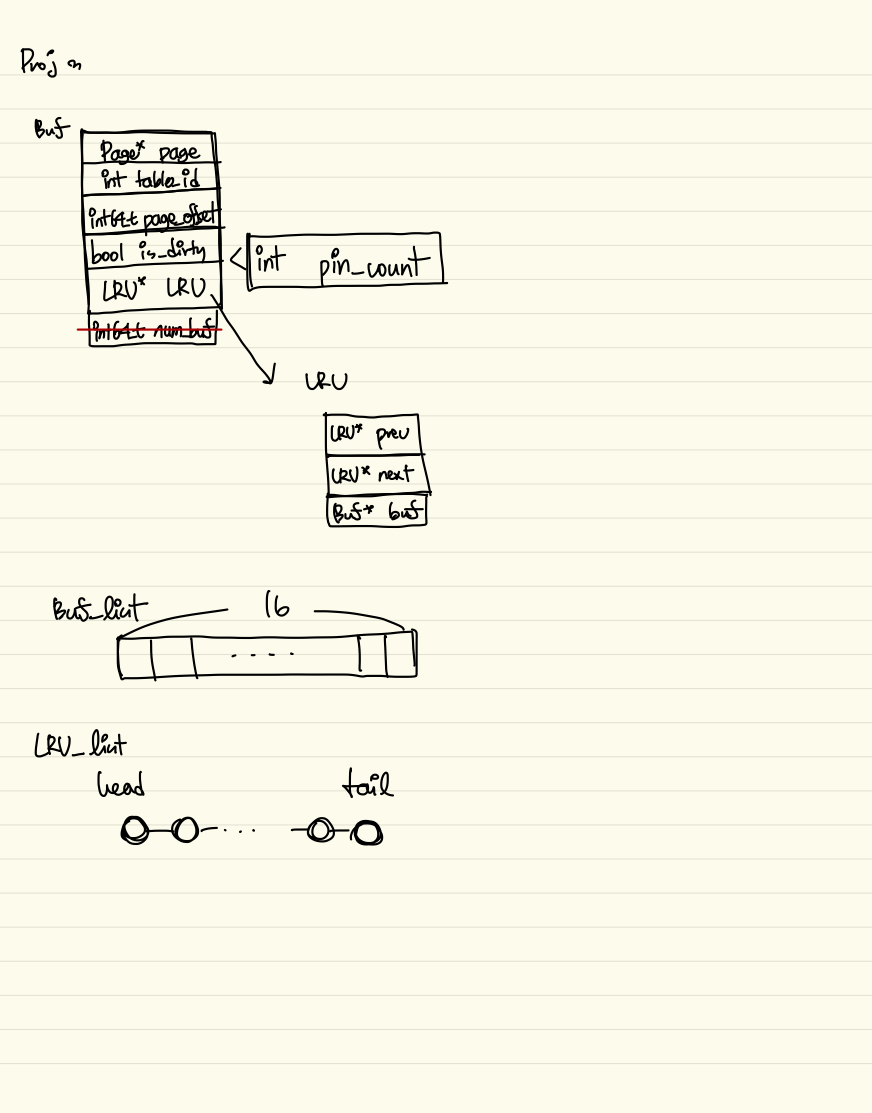 Proj
Buf
Page* page
int table_id
int64_t page_offset
bool is_dirty
int pin_count
LRU* LRU
int64_t num_buf
LRU
LRU* prev
LRU* next
Buf* buf
Buf_list
16
LRU_list
head tail